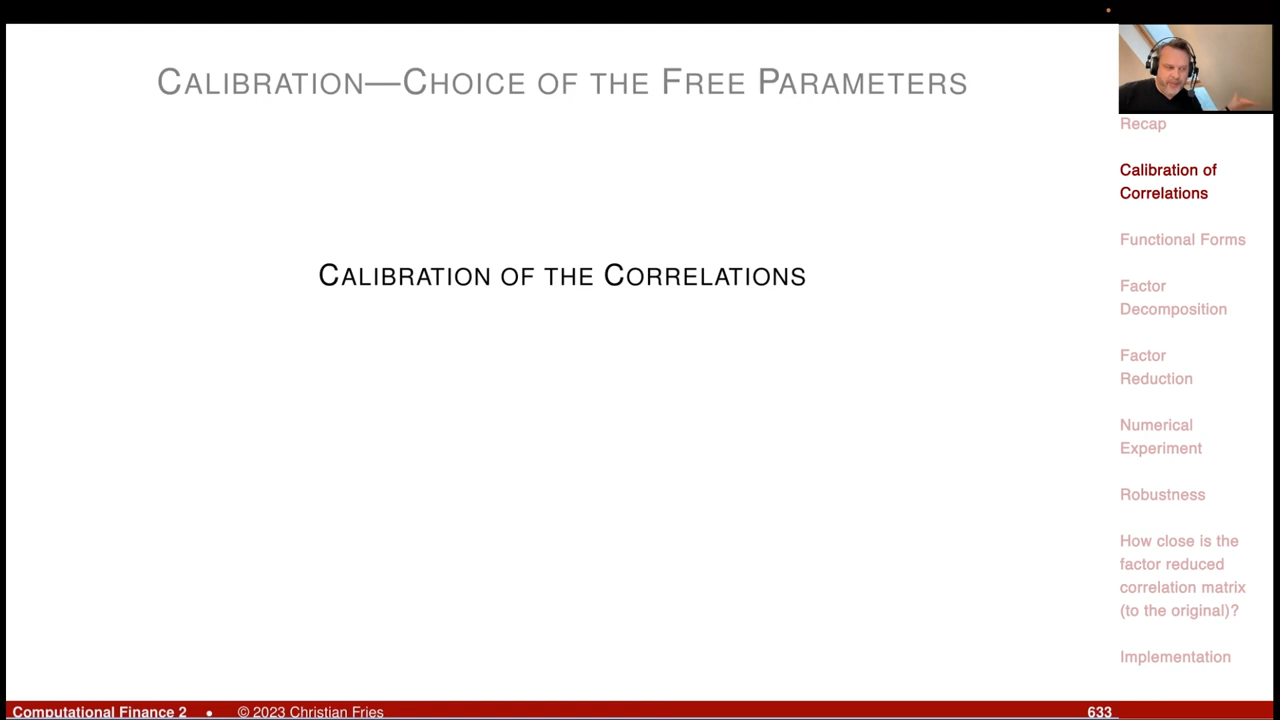 CALIBRATION—CHOICE OF THE FREE PARAMETERS
CALIBRATION OF THE CORRELATIONS
Recap
Calibration of
Correlations
Functional Forms
Factor
Decomposition
Factor
Reduction
Numerical
Experiment
Robustness
How close is the
factor reduced
correlation matrix
(to the original)?
Implementation
Computational Finance 2 • © 2023 Christian Fries 633